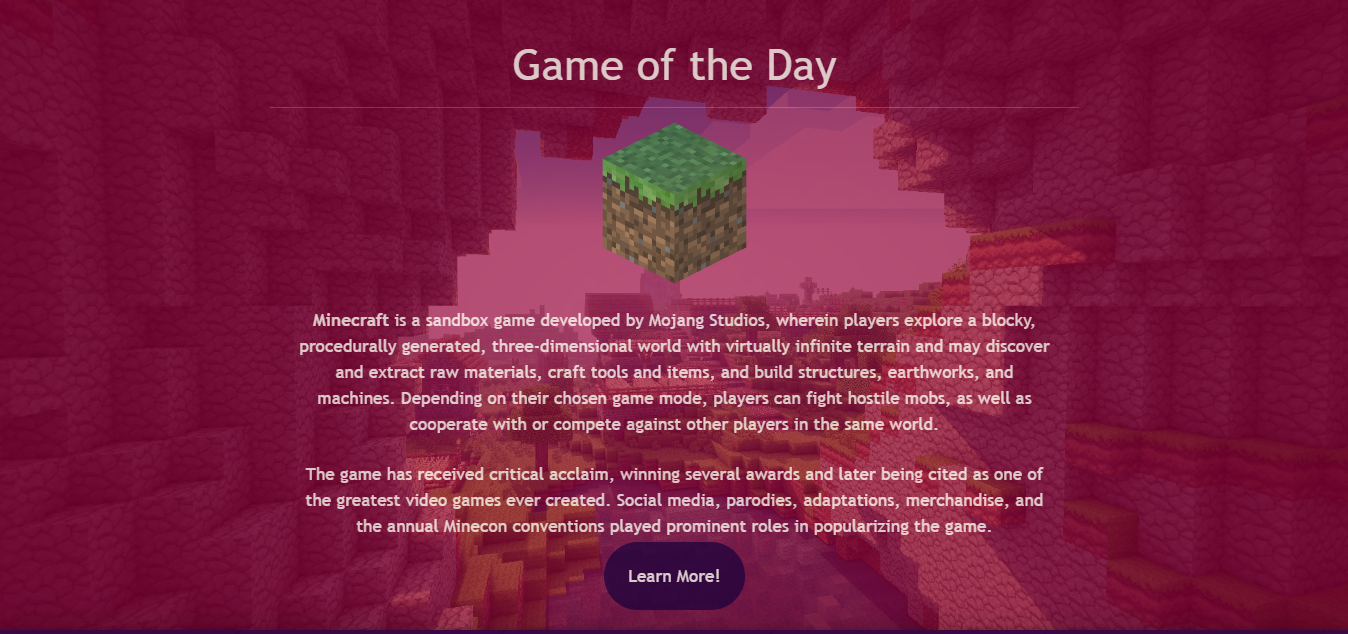 Game of the Day
Minecraft is a sandbox game developed by Mojang Studios, wherein players explore a blocky,
procedurally generated, three-dimensional world with virtually infinite terrain and may discover
and extract raw materials, craft tools and items, and build structures, earthworks, and
machines. Depending on their chosen game mode, players can fight hostile mobs, as well as
cooperate with or compete against other players in the same world.
The game has received critical acclaim, winning several awards and later being cited as one of
the greatest video games ever created. Social media, parodies, adaptations, merchandise, and
the annual Minecon conventions played prominent roles in popularizing the game.
Learn More!